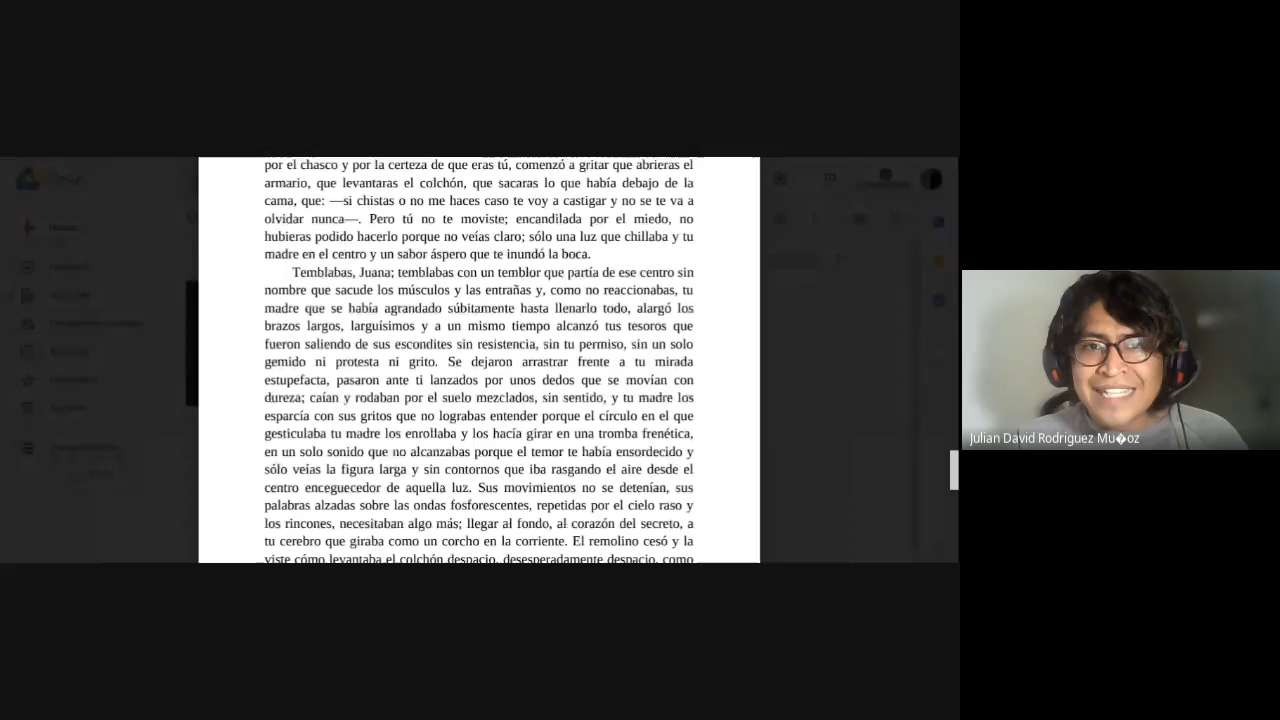 por el chasco y por la certeza de que eras tú, comenzó a gritar que abrieras el
armario, que levantaras el colchón, que sacaras lo que había debajo de la
cama, que: —si chistas o no me haces caso te voy a castigar y no se te va a
olvidar nunca—. Pero tú no te moviste; encandilada por el miedo, no
hubieras podido hacerlo porque no veías claro; sólo una luz que chillaba y tu
madre en el centro y un sabor áspero que te inundó la boca.
Temblabas, Juana; temblabas con un temblor que partía de ese centro sin
nombre que sacude los músculos y las entrañas y, como no reaccionabas, tu
madre que se había agrandado súbitamente hasta llenarlo todo, alargó los
brazos largos, larguísimos y a un mismo tiempo alcanzó tus tesoros que
fueron saliendo de sus escondites sin resistencia, sin tu permiso, sin un solo
gemido ni protesta ni grito. Se dejaron arrastrar frente a tu mirada
estupefacta, pasaron ante ti lanzados por unos dedos que se movían con
dureza; caían y rodaban por el suelo mezclados, sin sentido, y tu madre los
esparcía con sus gritos que no lograbas entender porque el círculo en el que
gesticulaba tu madre los enrollaba y los hacía girar en una tromba frenética,
en un solo sonido que no alcanzabas porque el temor te había ensordecido y
sólo veías la figura larga y sin contornos que iba rasgando el aire desde el
centro enceguecedor de aquella luz. Sus movimientos no se detenían, sus
palabras alzadas sobre las ondas fosforescentes, repetidas por el cielo raso y
los rincones, necesitaban algo más; llegar al fondo, al corazón del secreto, a
tu cerebro que giraba como un corcho en la corriente. El remolino cesó y la
viste cómo levantaba el colchón despacio, desesperadamente despacio, como
Julian David Rodriguez Mu�oz